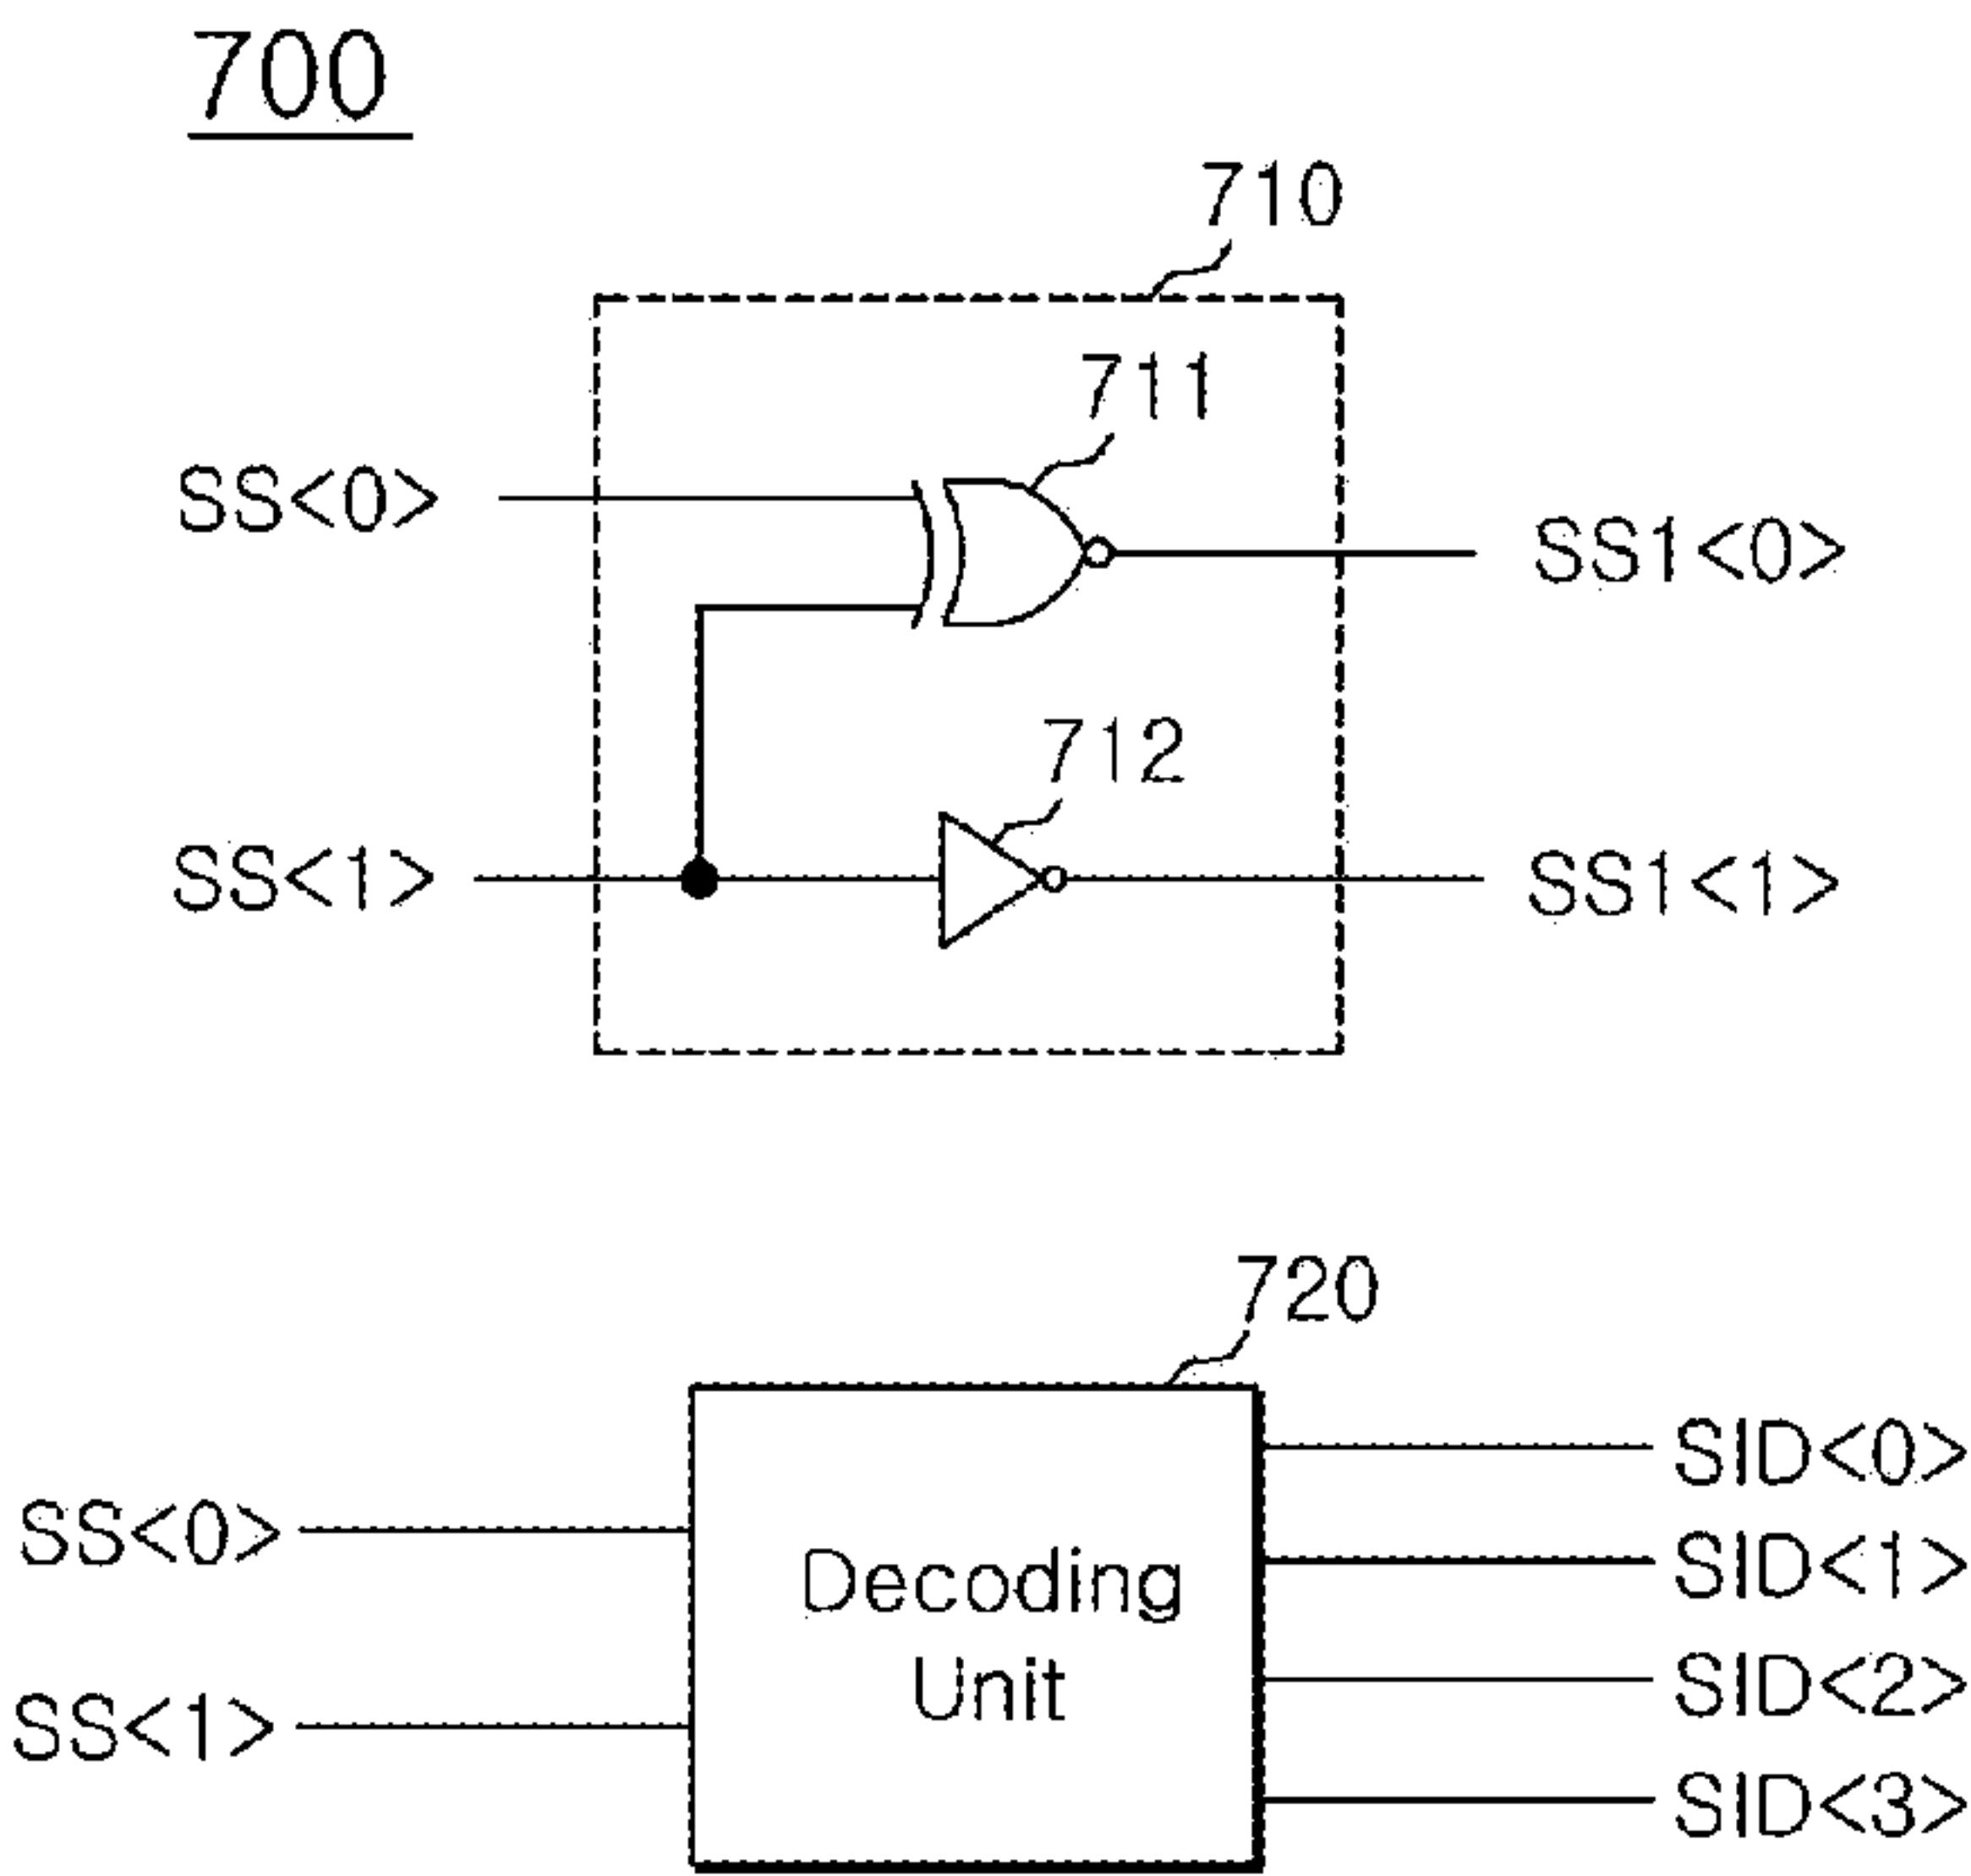 700
710
711
SS<0>
SS1<0>
712
SS<1>
SS1<1>
720
SID<0>
SS<0>
SID<1>
Decoding
Unit
SID<2>
SS<1>
SID<3>